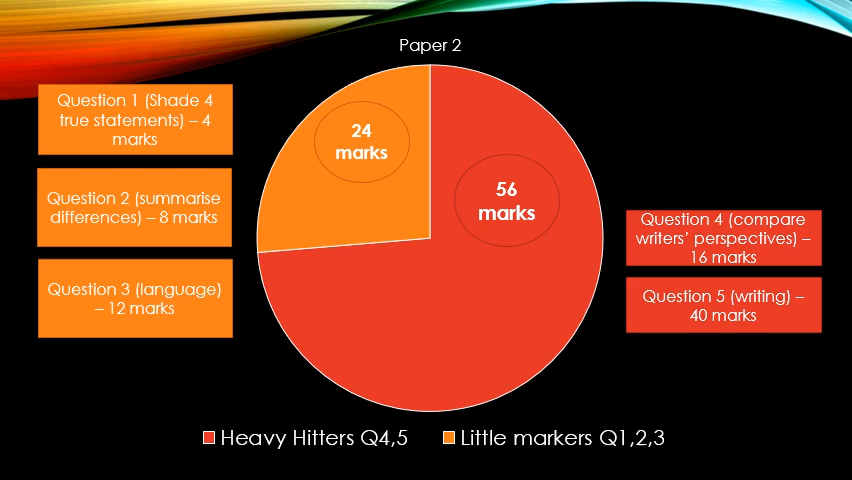 Paper 2
Question 1 (Shade 4
true statements) – 4
marks
Question 2 (summarise
differences) – 8 marks
Question 3 (language)
– 12 marks
24
marks
56
marks
Question 4 (compare
writers’ perspectives) –
16 marks
Question 5 (writing) –
40 marks
Heavy Hitters Q4,5
Little markers Q1,2,3